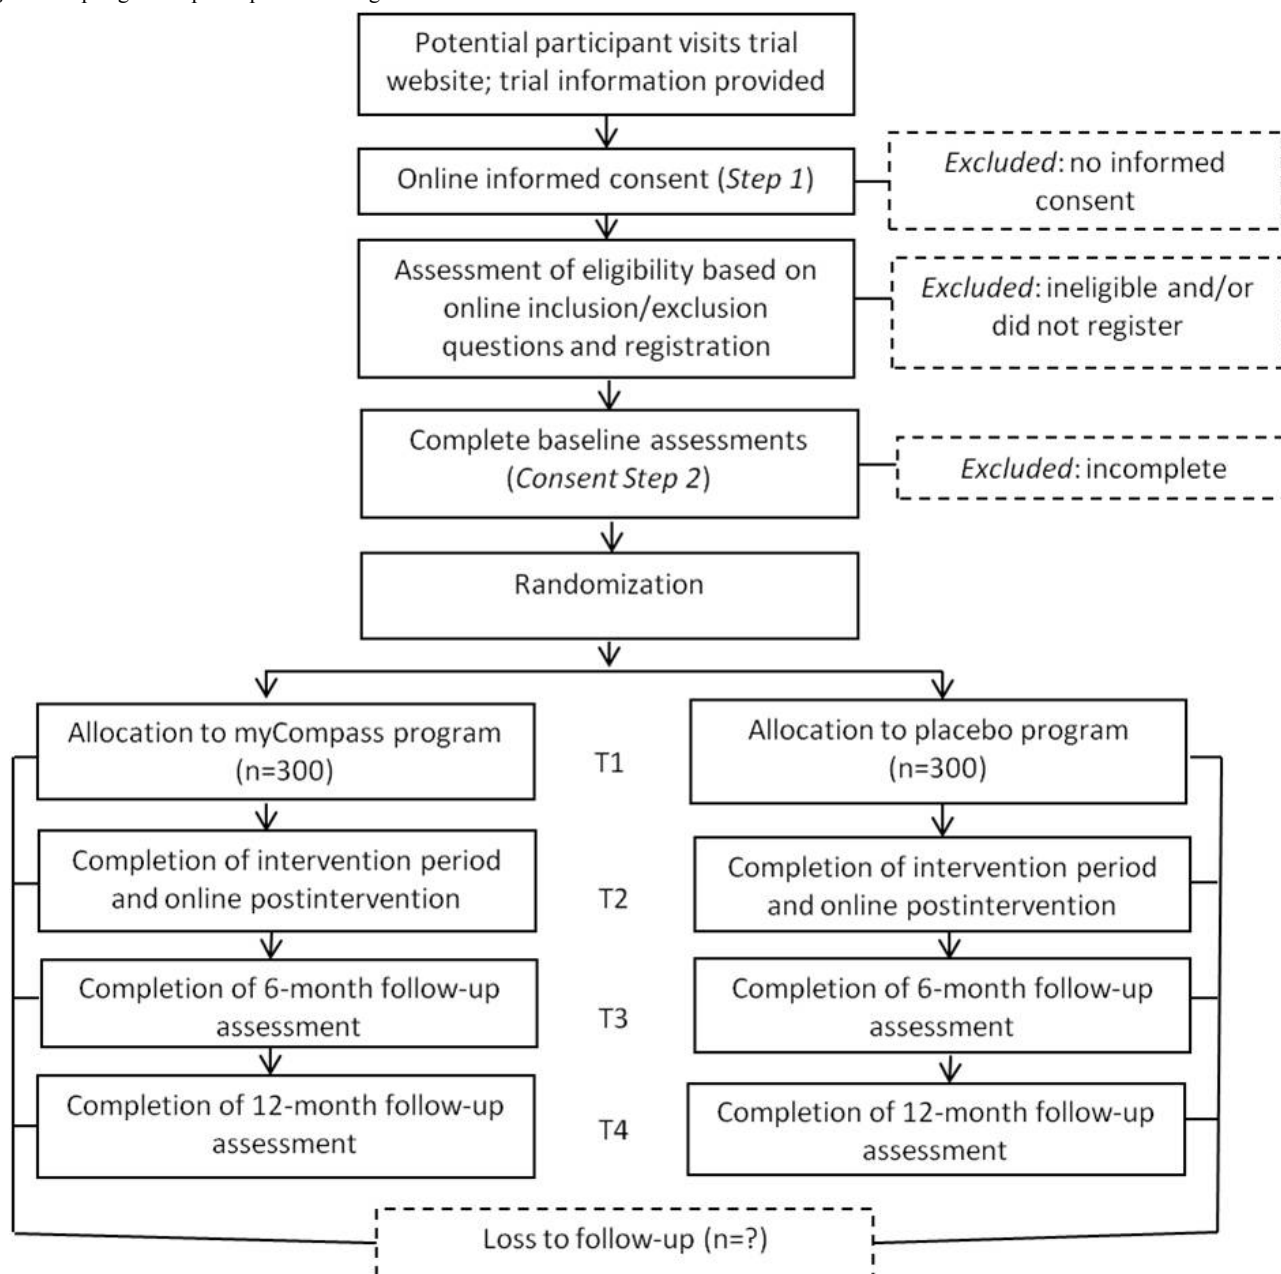 Potential participant visits trial
website; trial information provided
Online informed consent (Step 1)
Excluded: no informed
consent
Assessment of eligibility based on
online inclusion/exclusion
questions and registration
Excluded: ineligible and/or
did not register
Complete baseline assessments
(Consent Step 2)
Excluded: incomplete
Randomization
Allocation to myCompass program
(n=300)
T1
Allocation to placebo program
(n=300)
Completion of intervention period
and online postintervention
T2
Completion of intervention period
and online postintervention
Completion of 6-month follow-up
assessment
T3
Completion of 6-month follow-up
assessment
Completion of 12-month follow-up
assessment
T4
Completion of 12-month follow-up
assessment
Loss to follow-up (n=?)